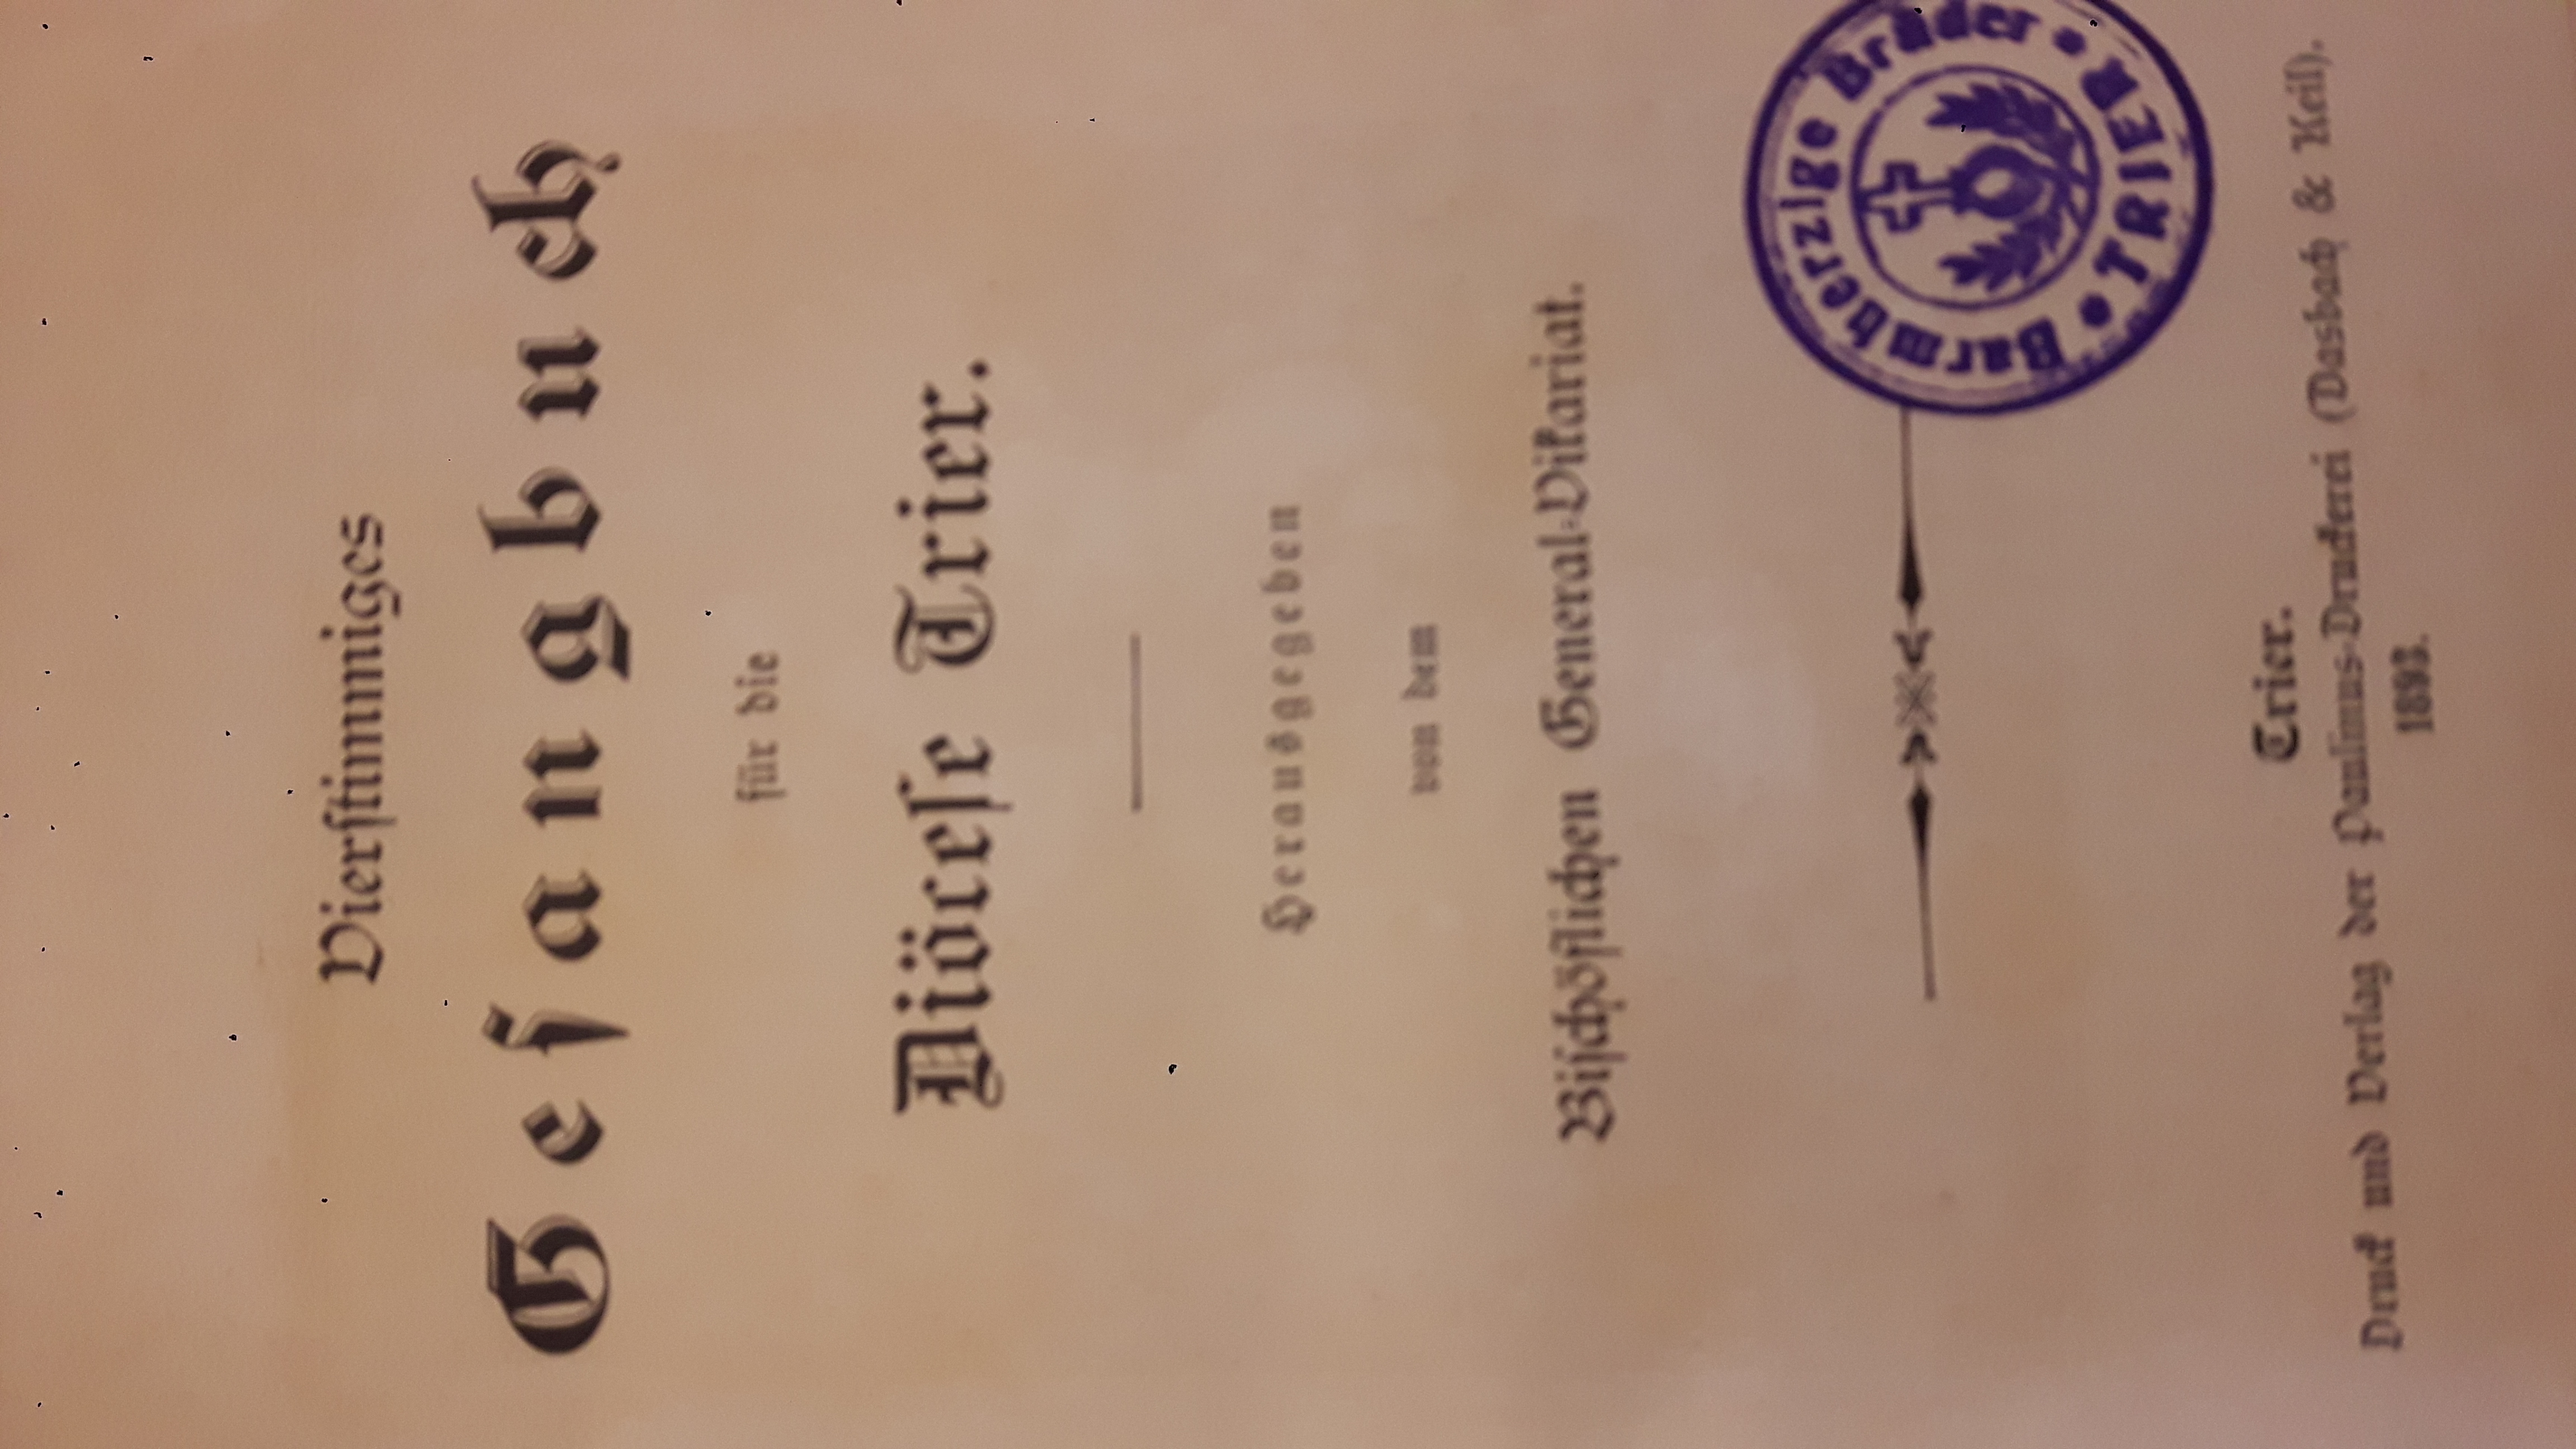 Vierstimmiges
Gesangbuch
für die
Diöcese Trier.
Herausgegeben
von dem
Bischöflichen General-Vikariat.
Barmherzige Brüder • TRIER •
Trier.
Druck und Verlag der Paulinus-Druckerei (Dasbach & Keil).
1893.